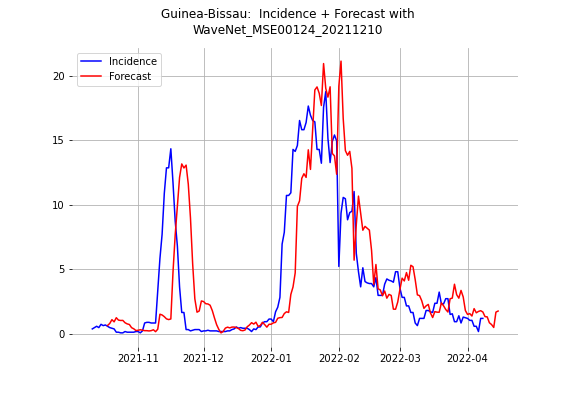 Guinea-Bissau:  Incidence + Forecast with
WaveNet_MSE00124_20211210
Incidence
Forecast
20
15
10
5
0
2021-11
2021-12
2022-01
2022-02
2022-03
2022-04